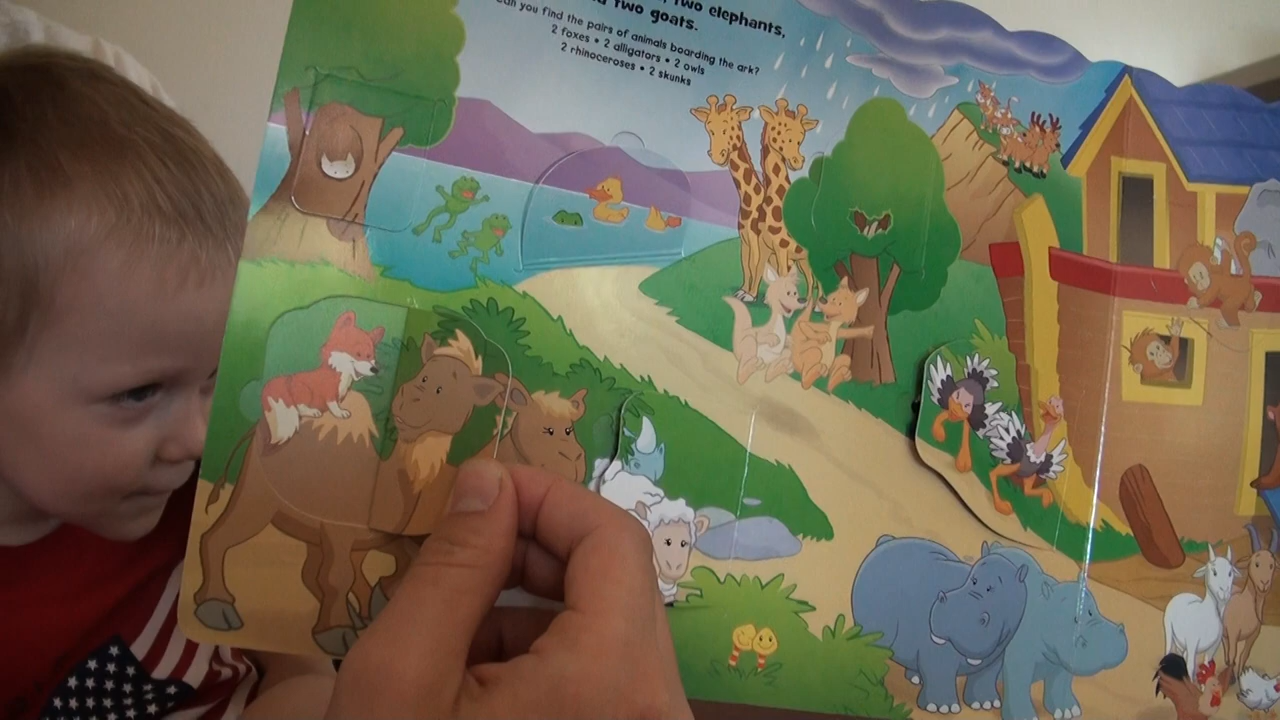 two elephants,
two goats.
Can you find the pairs of animals boarding the ark?
2 foxes • 2 alligators • 2 owls
2 rhinoceroses • 2 skunks